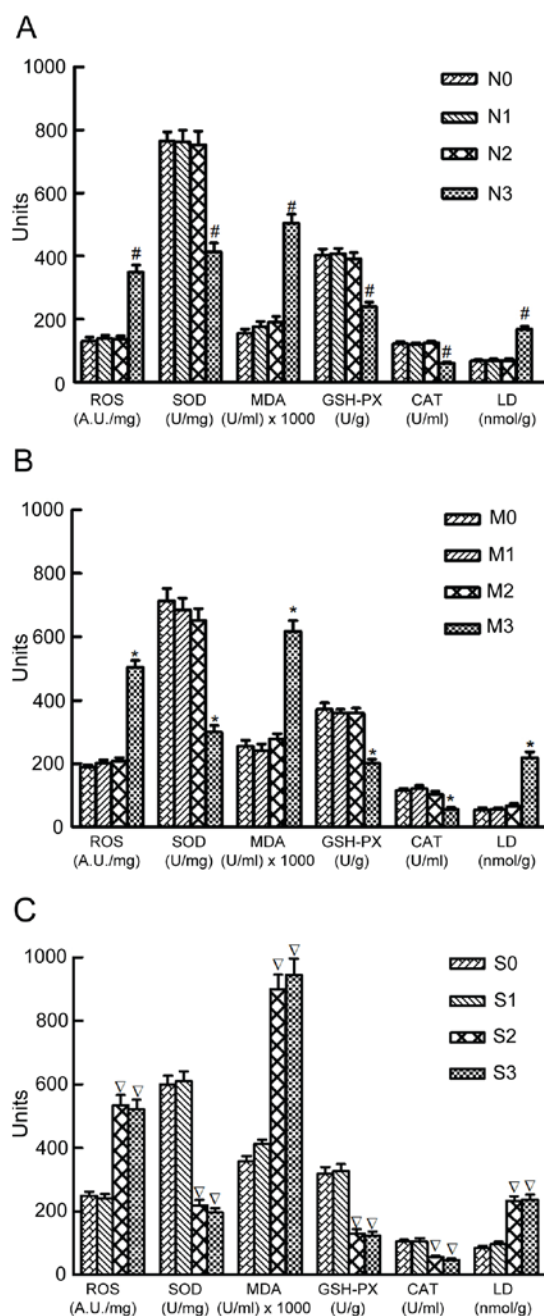 A
1000
800
600
400
200
0
Units
N0
N1
N2
N3
# # # # # #
ROS SOD MDA GSH-PX CAT LD
(A.U./mg) (U/mg) (U/ml) x 1000 (U/g) (U/ml) (nmol/g)
B
1000
800
600
400
200
0
Units
M0
M1
M2
M3
* * * * * *
ROS SOD MDA GSH-PX CAT LD
(A.U./mg) (U/mg) (U/ml) x 1000 (U/g) (U/ml) (nmol/g)
C
1000
800
600
400
200
0
Units
S0
S1
S2
S3
▽ ▽ ▽ ▽ ▽ ▽ ▽ ▽ ▽ ▽ ▽ ▽
ROS SOD MDA GSH-PX CAT LD
(A.U./mg) (U/mg) (U/ml) x 1000 (U/g) (U/ml) (nmol/g)